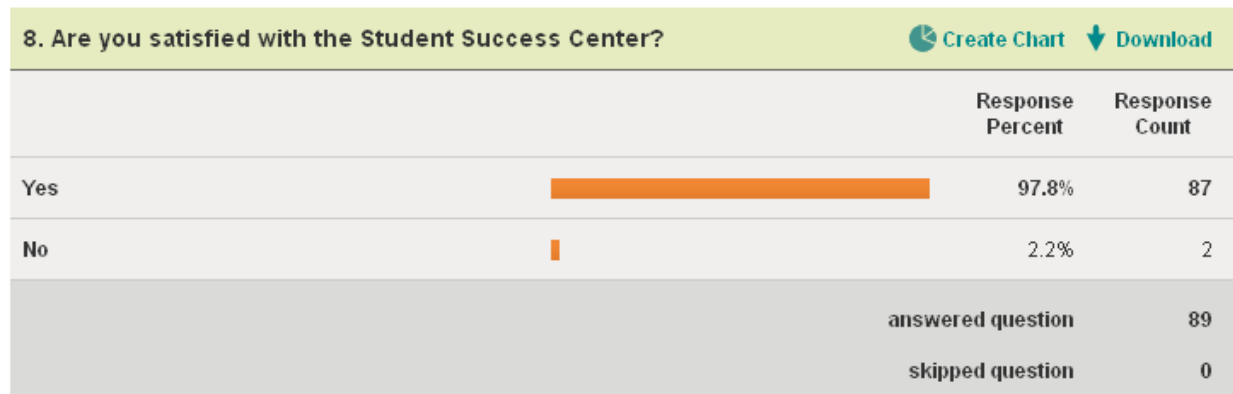 8. Are you satisfied with the Student Success Center? Create Chart Download
Response Percent Response Count
Yes 97.8% 87
No 2.2% 2
answered question 89
skipped question 0